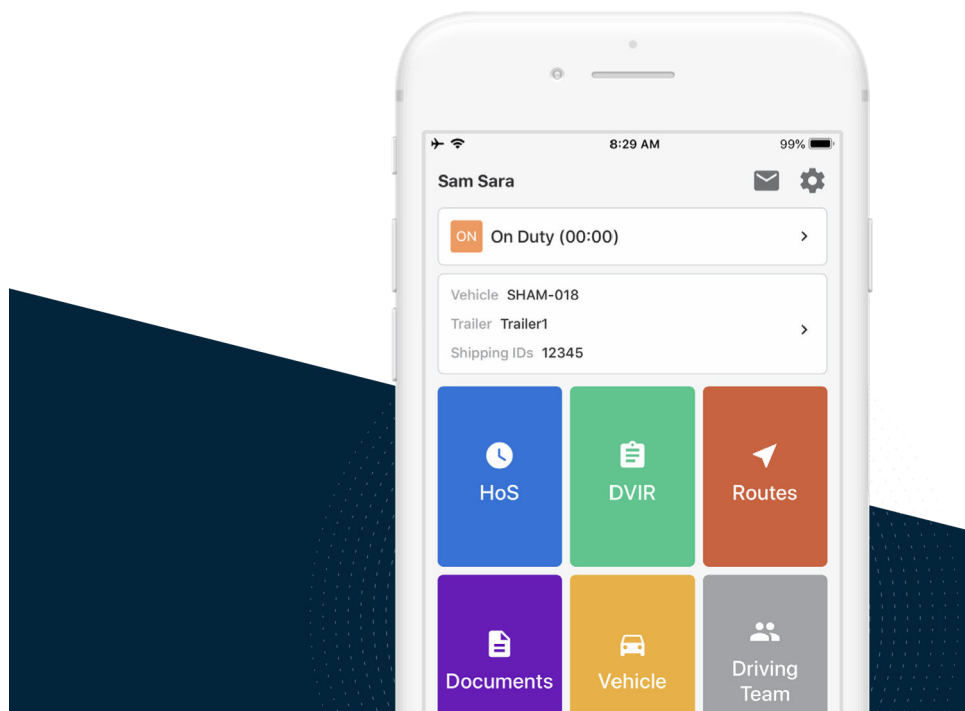 8:29 AM
99%
Sam Sara
ON On Duty (00:00)
Vehicle SHAM-018
Trailer Trailer1
Shipping IDs 12345
HoS
DVIR
Routes
Documents
Vehicle
Driving
Team